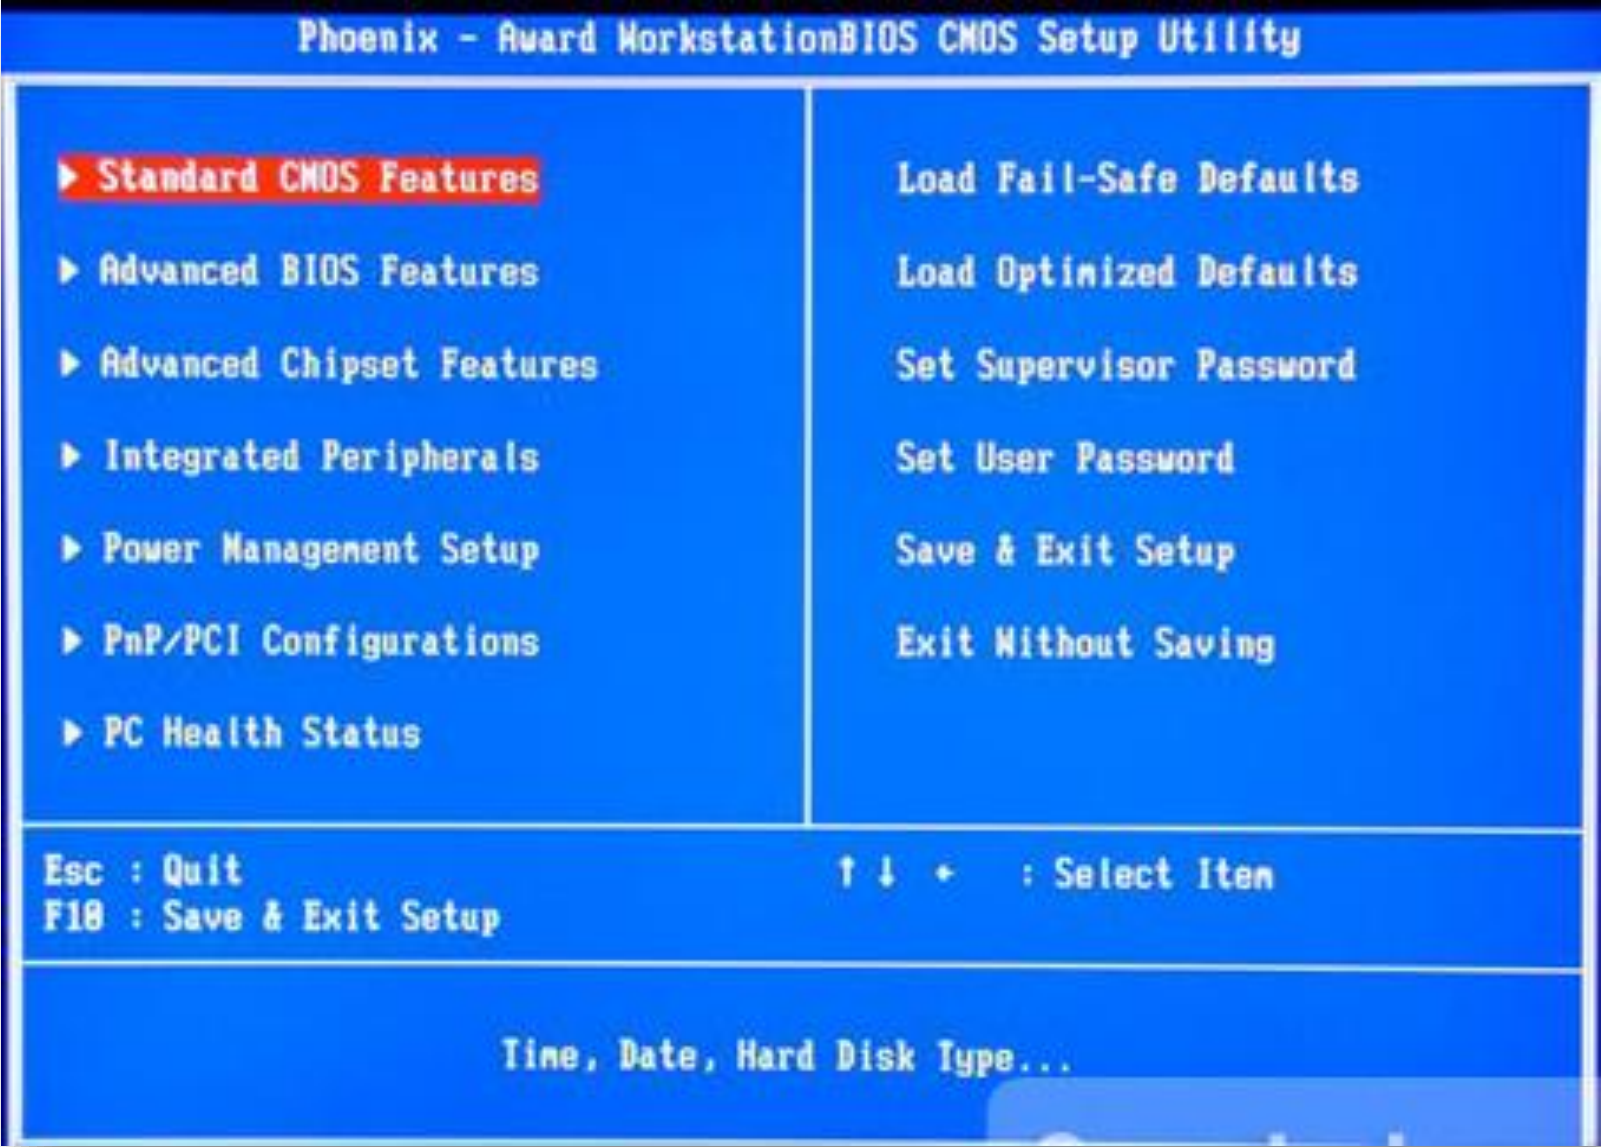 Phoenix - Award WorkstationBIOS CMOS Setup Utility
Standard CMOS Features
Advanced BIOS Features
Advanced Chipset Features
Integrated Peripherals
Power Management Setup
PnP/PCI Configurations
PC Health Status
Load Fail-Safe Defaults
Load Optimized Defaults
Set Supervisor Password
Set User Password
Save & Exit Setup
Exit Without Saving
Esc : Quit
F10 : Save & Exit Setup
↑ ↓ ← : Select Item
Time, Date, Hard Disk Type...